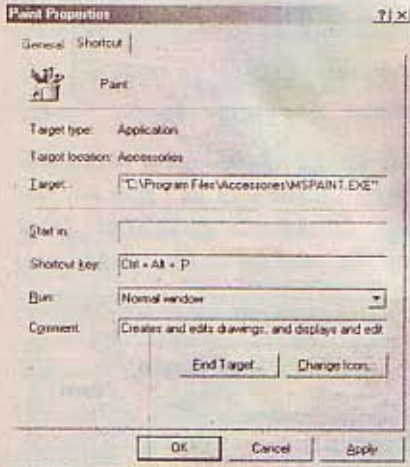 Paint Properties ? ×
General Shortcut
Paint
Target type: Application
Target location: Accessories
Target: "C:\Program Files\Accessories\MSPAINT.EXE"
Start in:
Shortcut key: Ctrl + Alt + P
Run: Normal window
Comment: Creates and edits drawings, and displays and edit
Find Target... Change Icon...
OK Cancel Apply